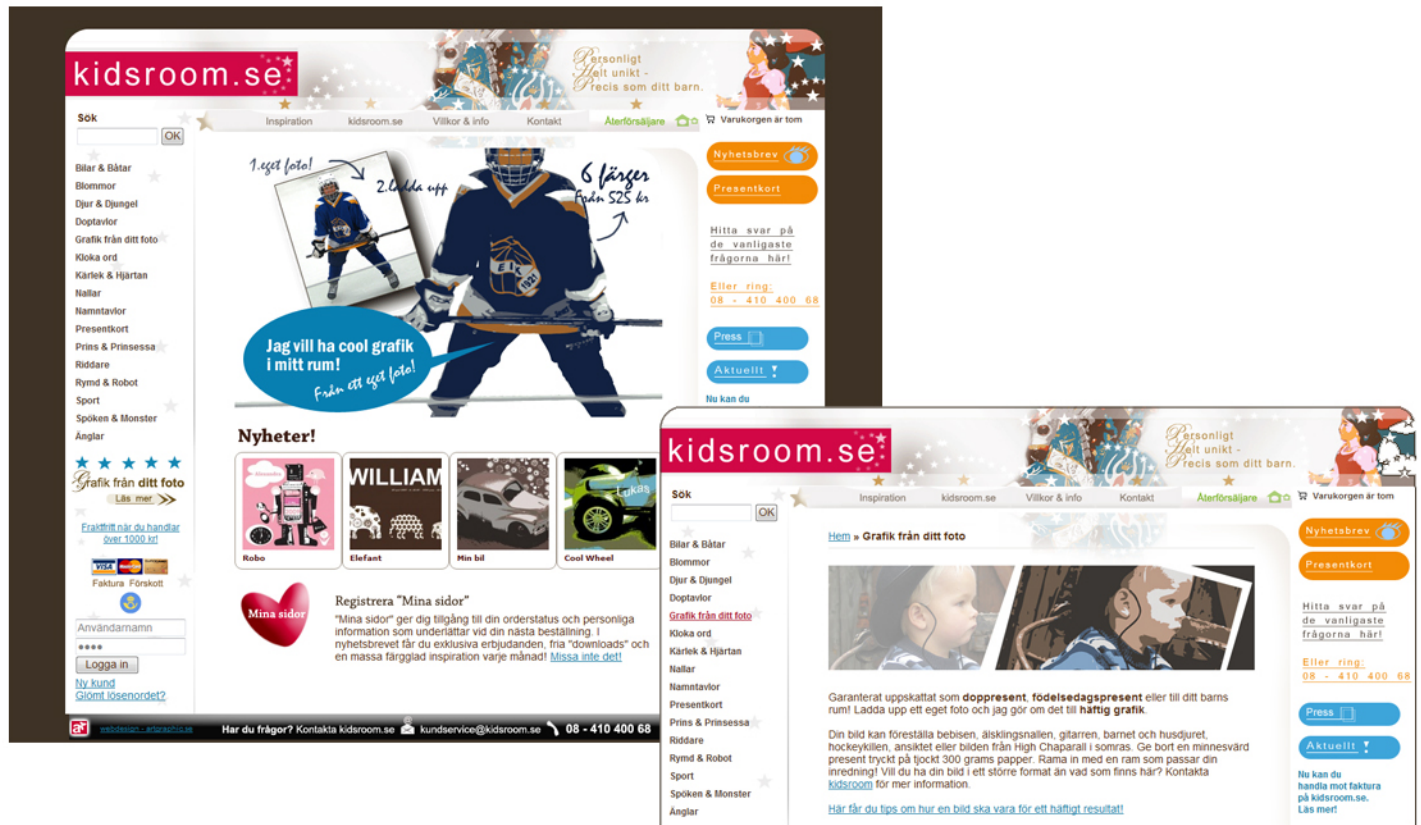 kidsroom.se
Personligt
Helt unikt -
Precis som ditt barn.
Inspiration
kidsroom.se
Villkor & info
Kontakt
Återförsäljare
Varukorgen är tom
Sök
OK
Bilar & Båtar
Blommor
Djur & Djungel
Doptavlor
Grafik från ditt foto
Kloka ord
Kärlek & Hjärtan
Nallar
Namntavlor
Presentkort
Prins & Prinsessa
Riddare
Rymd & Robot
Sport
Spöken & Monster
Änglar
Grafik från ditt foto
Läs mer
Fraktfritt när du handlar
över 1000 kr!
VISA
Faktura Förskott
Användarnamn
Logga in
Ny kund
Glömt lösenordet?
1.eget foto!
2.ladda upp
6 färger
Från 525 kr
EIK
1921
Jag vill ha cool grafik
i mitt rum!
Från ett eget foto!
Nyheter!
WILLIAM
Lukas
Robo
Elefant
Min bil
Cool Wheel
Mina sidor
Registrera "Mina sidor"
"Mina sidor" ger dig tillgång till din orderstatus och personliga
information som underlättar vid din nästa beställning. I
nyhetsbrevet får du exklusiva erbjudanden, fria "downloads" och
en massa färgglad inspiration varje månad! Missa inte det!
Nyhetsbrev
Presentkort
Hitta svar på
de vanligaste
frågorna här!
Eller ring:
08 - 410 400 68
Press
Aktuellt
Nu kan du
webdesign - artgraphic.se
Har du frågor? Kontakta kidsroom.se
kundservice@kidsroom.se
08 - 410 400 68
kidsroom.se
Personligt
Helt unikt -
Precis som ditt barn.
Inspiration
kidsroom.se
Villkor & info
Kontakt
Återförsäljare
Varukorgen är tom
Sök
OK
Bilar & Båtar
Blommor
Djur & Djungel
Doptavlor
Grafik från ditt foto
Kloka ord
Kärlek & Hjärtan
Nallar
Namntavlor
Presentkort
Prins & Prinsessa
Riddare
Rymd & Robot
Sport
Spöken & Monster
Änglar
Hem » Grafik från ditt foto
Garanterat uppskattat som doppresent, födelsedagspresent eller till ditt barns
rum! Ladda upp ett eget foto och jag gör om det till häftig grafik.
Din bild kan föreställa bebisen, älsklingsnallen, gitarren, barnet och husdjuret,
hockeykillen, ansiktet eller bilden från High Chaparall i somras. Ge bort en minnesvärd
present tryckt på tjockt 300 grams papper. Rama in med en ram som passar din
inredning! Vill du ha din bild i ett större format än vad som finns här? Kontakta
kidsroom för mer information.
Här får du tips om hur en bild ska vara för ett häftigt resultat!
Nyhetsbrev
Presentkort
Hitta svar på
de vanligaste
frågorna här!
Eller ring:
08 - 410 400 68
Press
Aktuellt
Nu kan du
handla mot faktura
på kidsroom.se.
Läs mer!